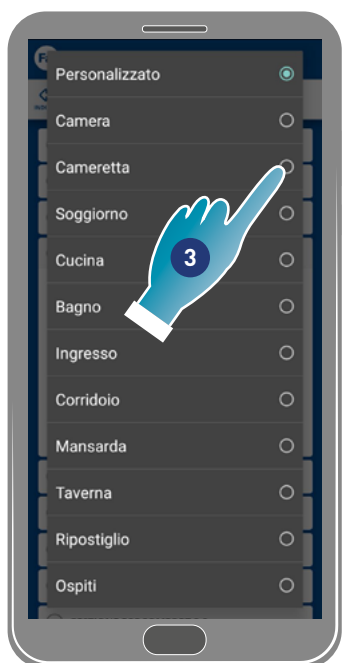 Personalizzato
Camera
Cameretta
Soggiorno
Cucina
3
Bagno
Ingresso
Corridoio
Mansarda
Taverna
Ripostiglio
Ospiti